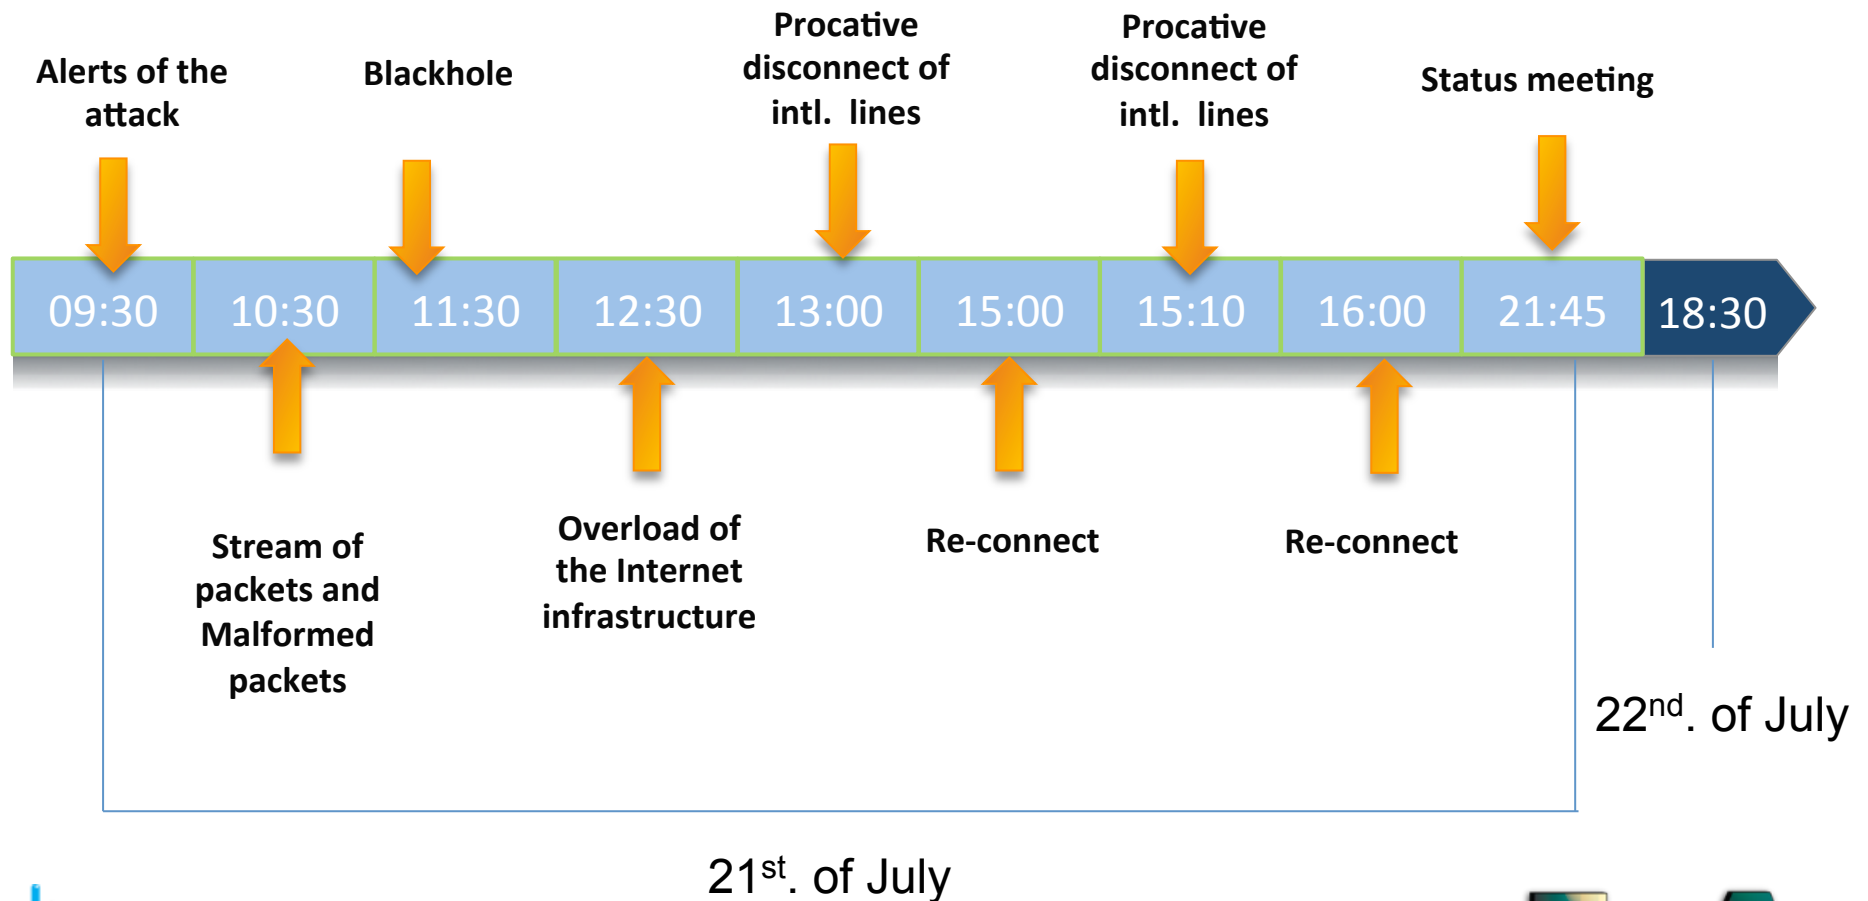 Alerts of the
attack
Blackhole
Procative
disconnect of
intl. lines
Procative
disconnect of
intl. lines
Status meeting
09:30
10:30
11:30
12:30
13:00
15:00
15:10
16:00
21:45
18:30
Stream of
packets and
Malformed
packets
Overload of
the Internet
infrastructure
Re-connect
Re-connect
22nd. of July
21st. of July